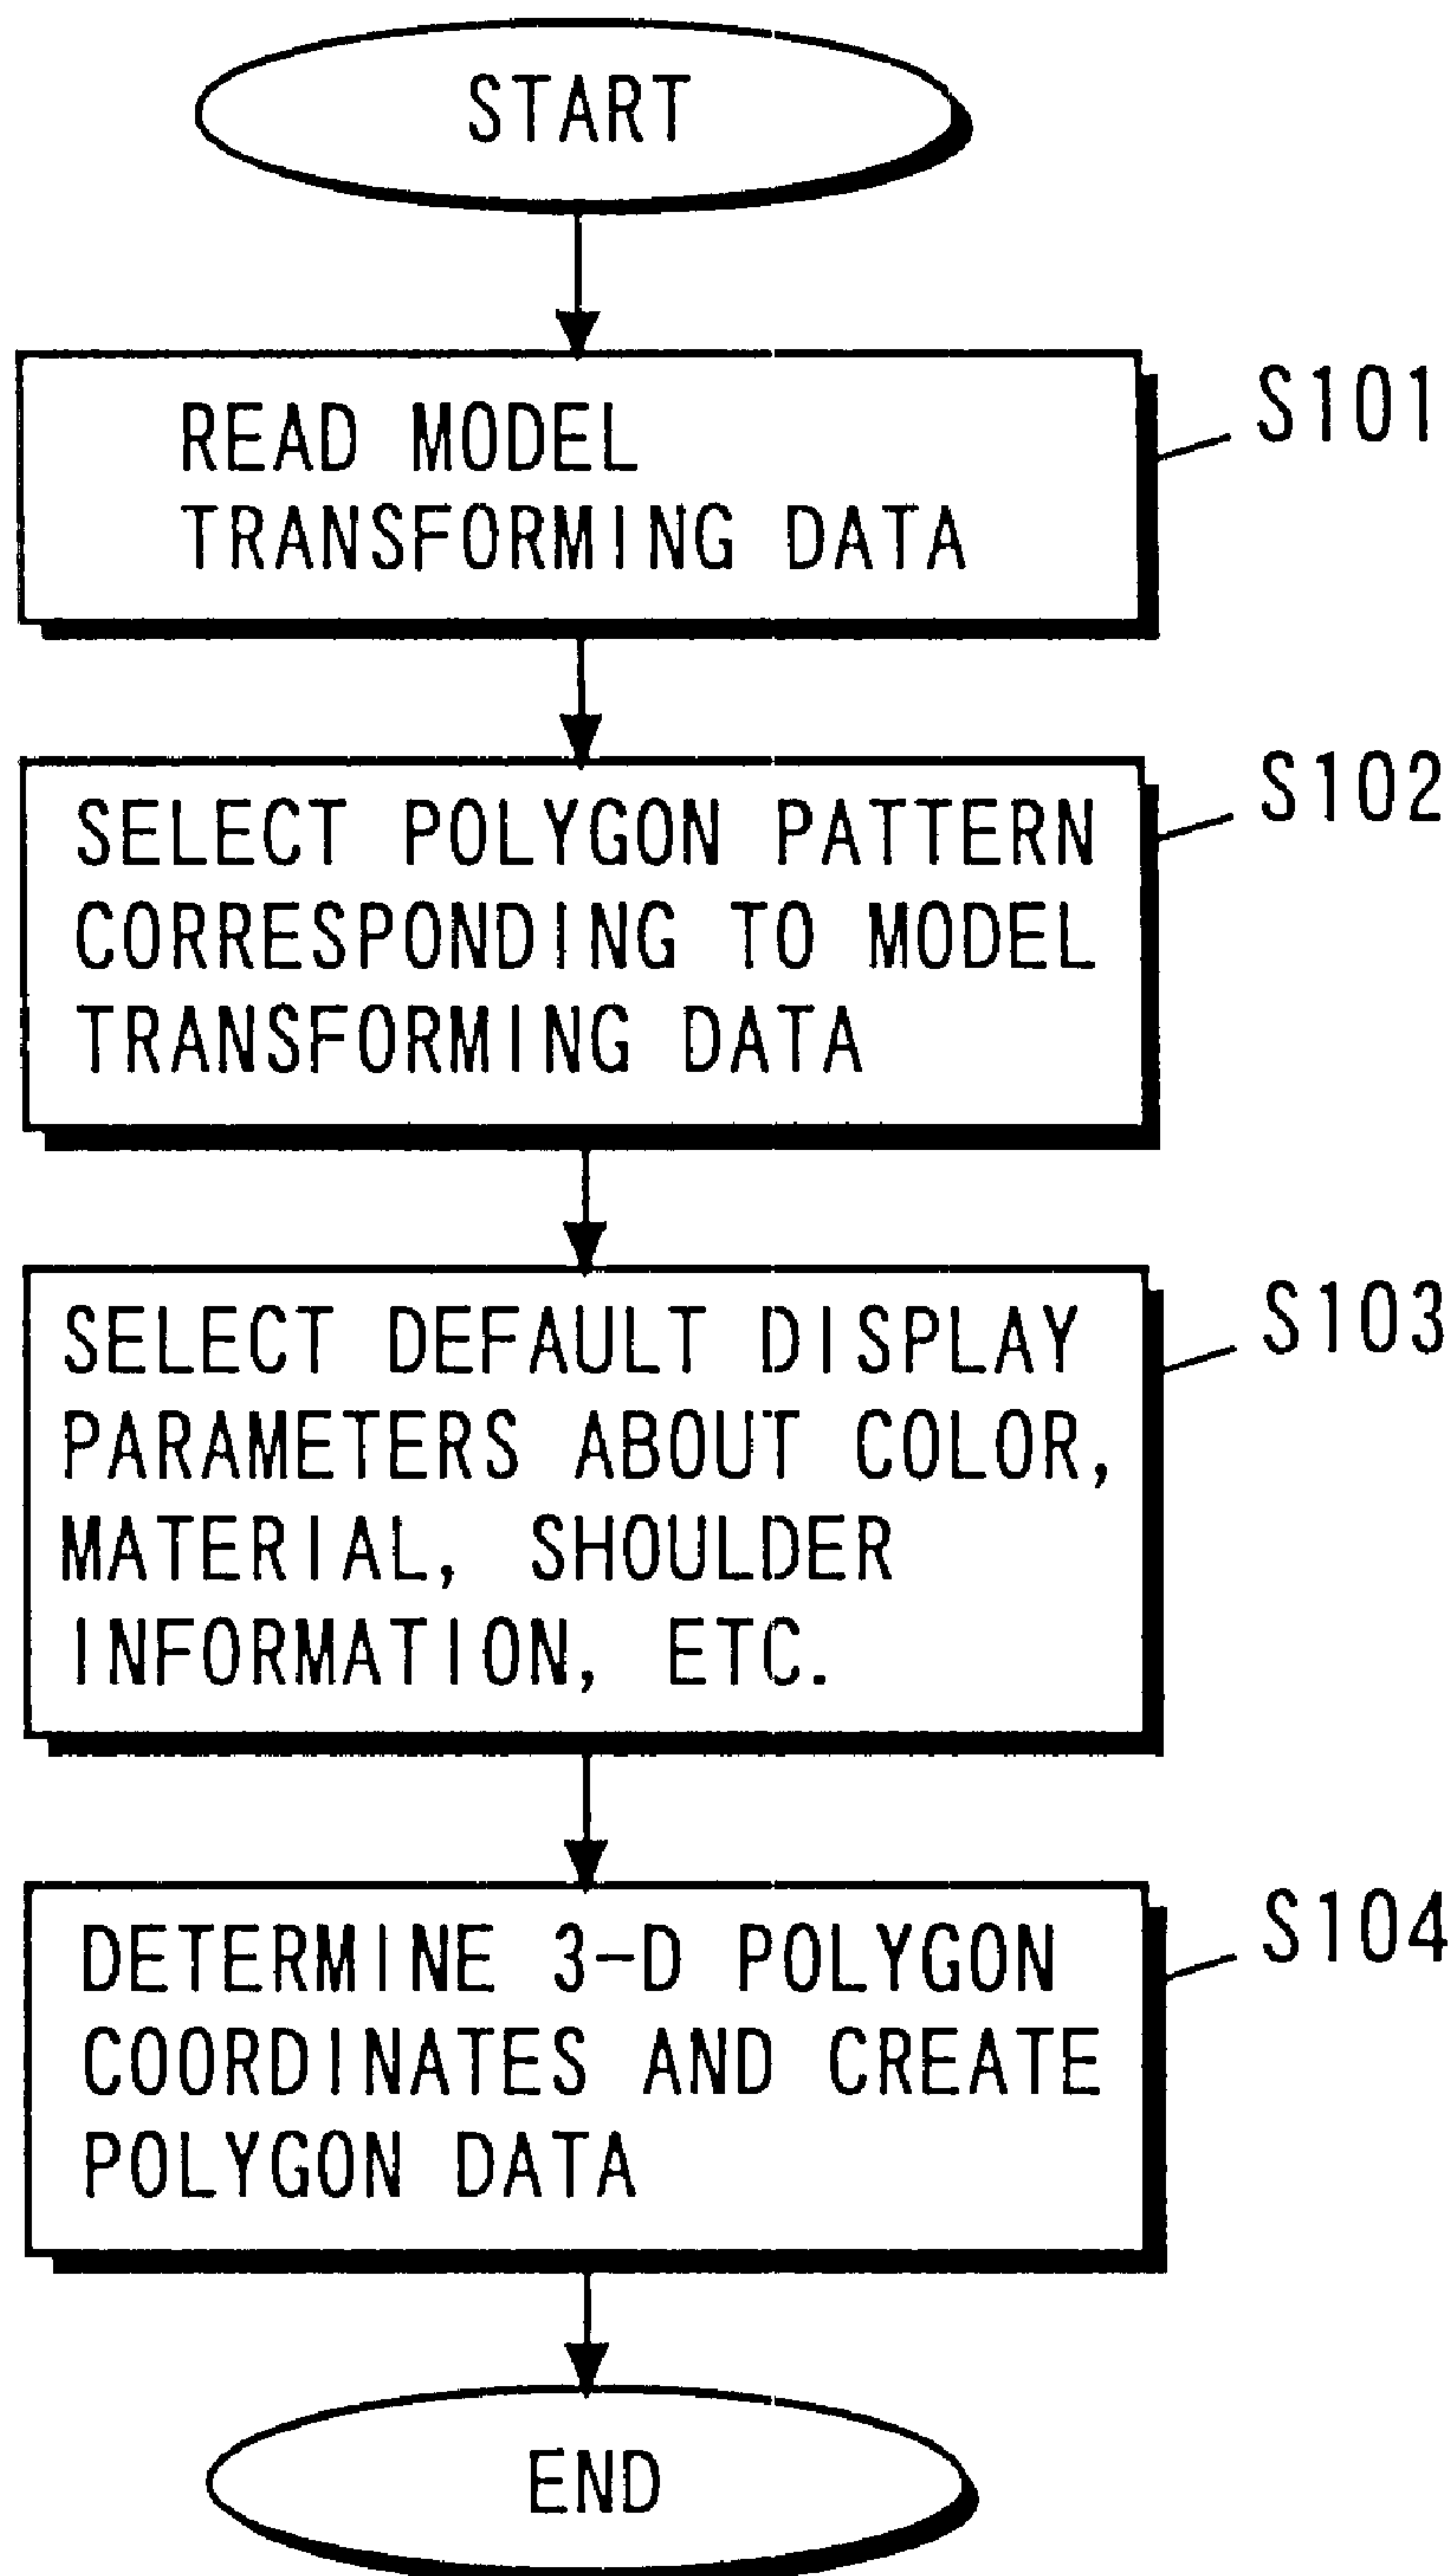 START
READ MODEL
TRANSFORMING DATA
S101
SELECT POLYGON PATTERN
CORRESPONDING TO MODEL
TRANSFORMING DATA
S102
SELECT DEFAULT DISPLAY
PARAMETERS ABOUT COLOR,
MATERIAL, SHOULDER
INFORMATION, ETC.
S103
DETERMINE 3-D POLYGON
COORDINATES AND CREATE
POLYGON DATA
S104
END